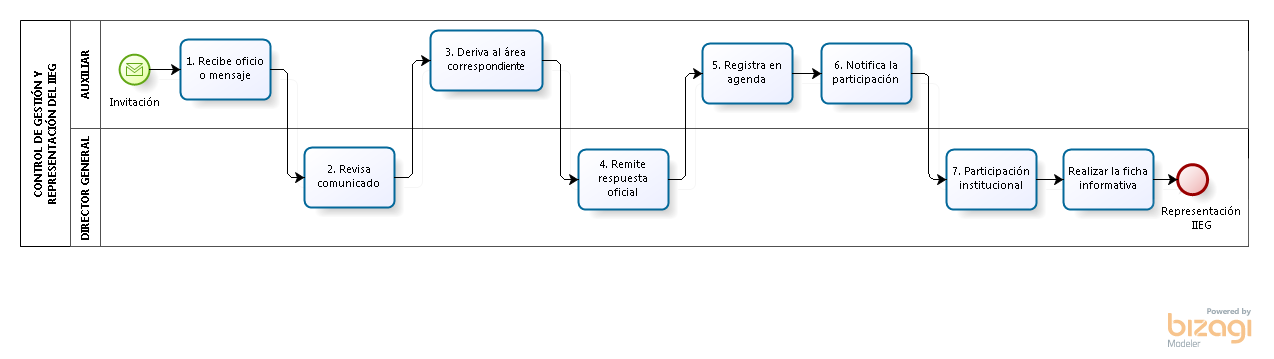 CONTROL DE GESTIÓN Y
REPRESENTACIÓN DEL IIEG
AUXILIAR
Invitación
1. Recibe oficio
o mensaje
3. Deriva al área
correspondiente
5. Registra en
agenda
6. Notifica la
participación
DIRECTOR GENERAL
2. Revisa
comunicado
4. Remite
respuesta
oficial
7. Participación
institucional
Realizar la ficha
informativa
Representación
IIEG
Powered by
bizagi
Modeler